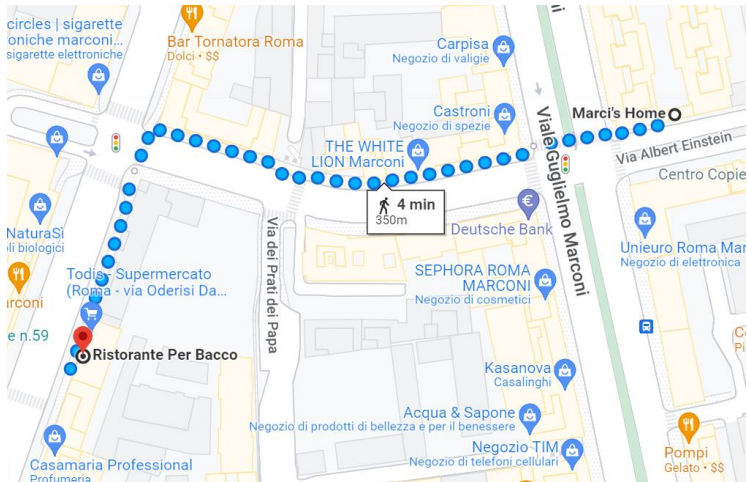 circles | sigarette
oniche marconi...
sigarette elettroniche
Bar Tornatora Roma
Dolci • $$
Carpisa
Negozio di valigie
Castroni
Negozio di spezie
THE WHITE
LION Marconi
Marci's Home
Viale Guglielmo Marconi
Via Albert Einstein
Centro Copie
4 min
350m
Deutsche Bank
NaturaSì
oli biologici
arconi
Todis - Supermercato
(Roma - via Oderisi Da...
Via dei Prati dei Papa
SEPHORA ROMA
MARCONI
Negozio di cosmetici
Unieuro Roma Mar
Negozio di elettronica
e n.59
Ristorante Per Bacco
Kasanova
Casalinghi
Acqua & Sapone
Negozio di prodotti di bellezza e per il benessere
Negozio TIM
Negozio di telefoni cellulari
Pompi
Gelato • $$
Casamaria Professional
Profumeria